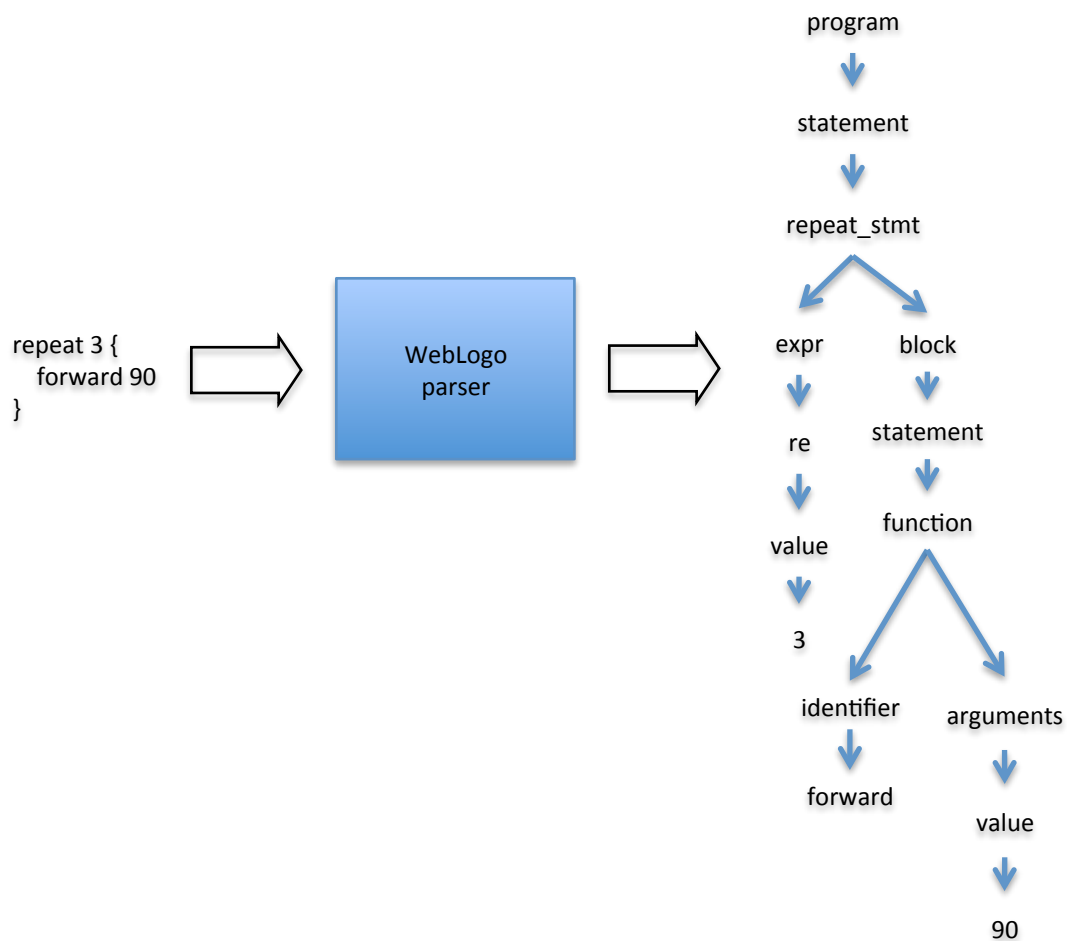 repeat 3 {
forward 90
}
WebLogo
parser
program
statement
repeat_stmt
expr block
re statement
value function
3
identifier arguments
forward
value
90